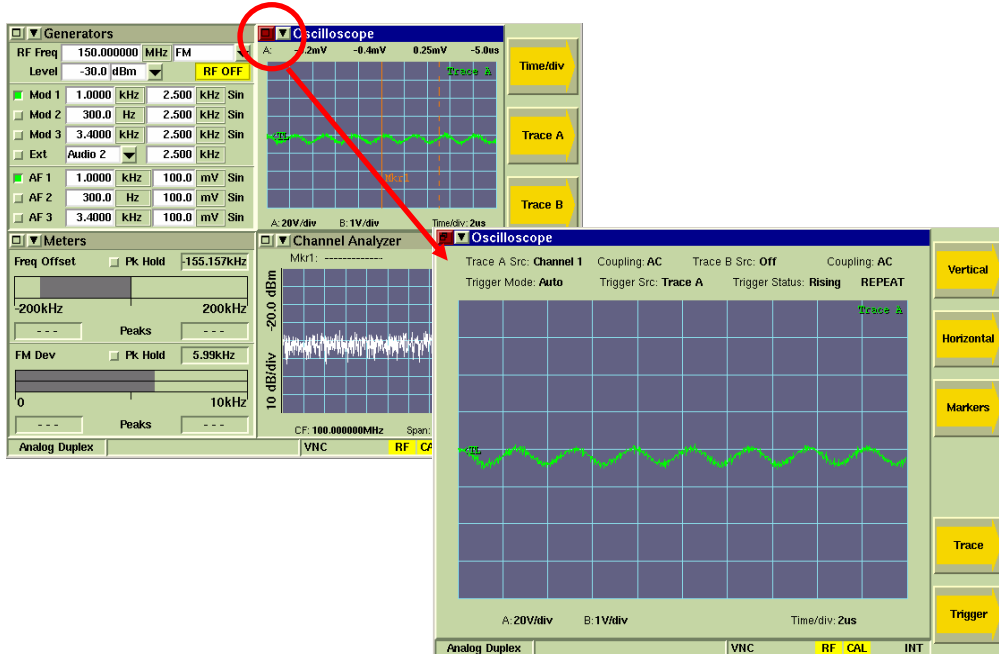 Generators
RF Freq 150.000000 MHz FM
Level -30.0 dBm RF OFF
Mod 1 1.0000 kHz 2.500 kHz Sin
Mod 2 300.0 Hz 2.500 kHz Sin
Mod 3 3.4000 kHz 2.500 kHz Sin
Ext Audio 2 2.500 kHz
AF 1 1.0000 kHz 100.0 mV Sin
AF 2 300.0 Hz 100.0 mV Sin
AF 3 3.4000 kHz 100.0 mV Sin
Oscilloscope
A: -0.4mV 0.25mV -5.0us
Trace A
Mkr1
A: 20V/div B: 1V/div Time/div: 2us
Time/div
Trace A
Trace B
Meters
Freq Offset Pk Hold -155.157kHz
-200kHz 200kHz
- - - Peaks - - -
FM Dev Pk Hold 5.99kHz
0 10kHz
- - - Peaks - - -
Channel Analyzer
Mkr1: -------------
10 dB/div -20.0 dBm
CF: 100.000000MHz Span:
Analog Duplex VNC RF
Oscilloscope
Trace A Src: Channel 1 Coupling: AC Trace B Src: Off Coupling: AC
Trigger Mode: Auto Trigger Src: Trace A Trigger Status: Rising REPEAT
Trace A
A: 20V/div B: 1V/div Time/div: 2us
Vertical
Horizontal
Markers
Trace
Trigger
Analog Duplex VNC RF CAL INT